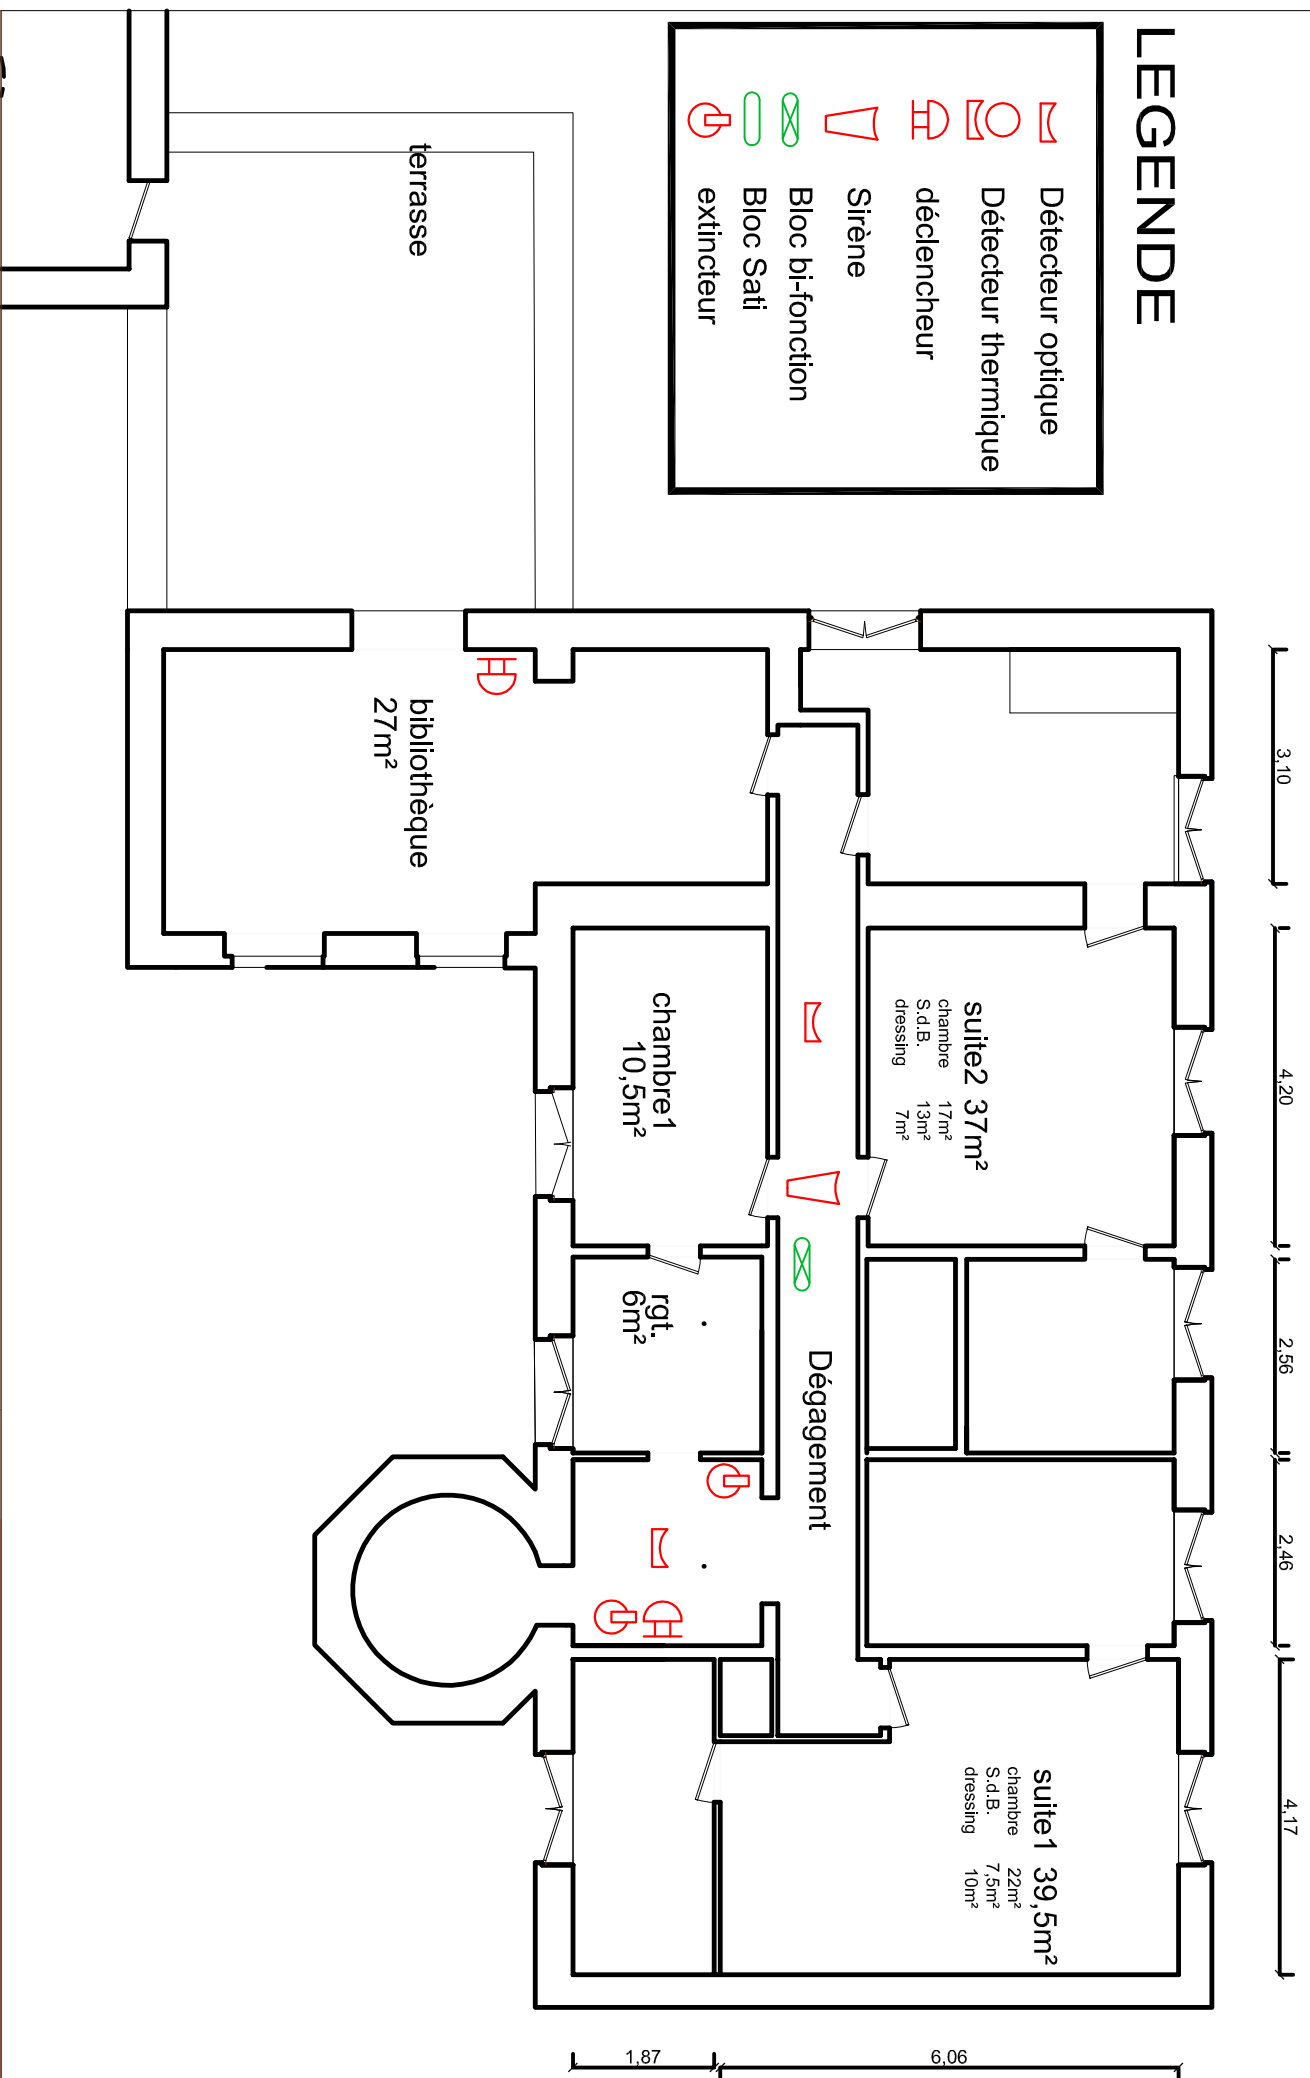 LEGENDE
Détecteur optique
Détecteur thermique
déclencheur
Sirène
Bloc bi-fonction
Bloc Sati
extincteur
terrasse
3,10
4,20
2,56
2,46
4,17
suite2 37m²
chambre 17m²
S.d.B. 13m²
dressing 7m²
bibliothèque
27m²
chambre1
10,5m²
rgt.
6m²
Dégagement
suite1 39,5m²
chambre 22m²
S.d.B. 7,5m²
dressing 10m²
1,87
6,06